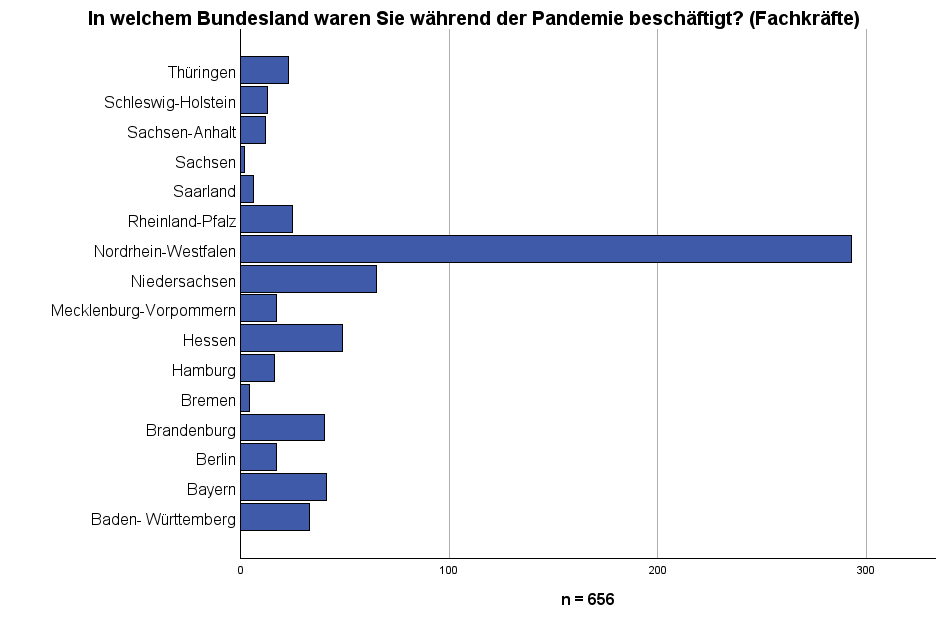 In welchem Bundesland waren Sie während der Pandemie beschäftigt? (Fachkräfte)
Thüringen
Schleswig-Holstein
Sachsen-Anhalt
Sachsen
Saarland
Rheinland-Pfalz
Nordrhein-Westfalen
Niedersachsen
Mecklenburg-Vorpommern
Hessen
Hamburg
Bremen
Brandenburg
Berlin
Bayern
Baden- Württemberg
0 100 200 300
n = 656